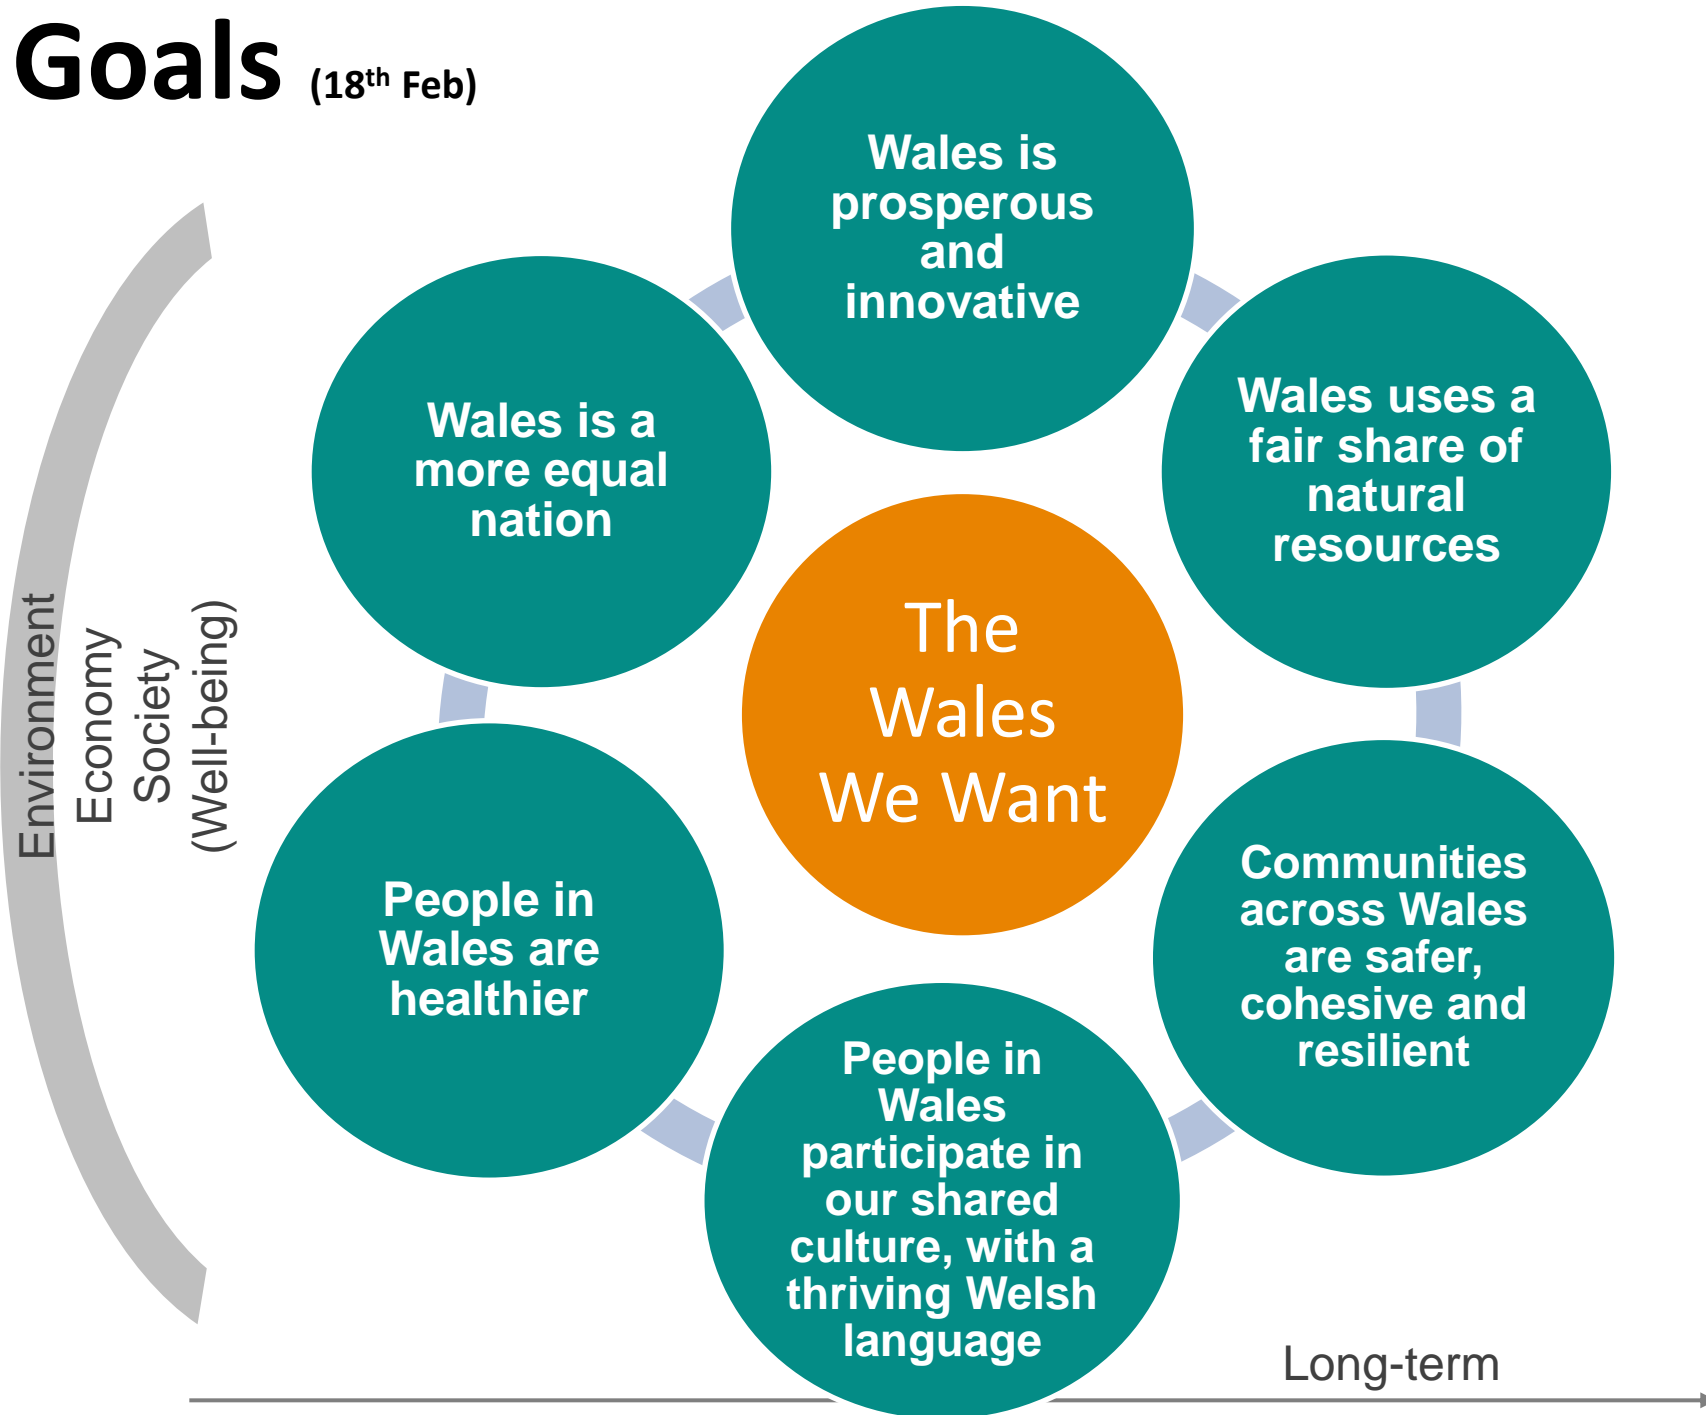 Goals (18th Feb)
Wales is
prosperous
and
innovative
Wales uses a
fair share of
natural
resources
Communities
across Wales
are safer,
cohesive and
resilient
People in
Wales
participate in
our shared
culture, with a
thriving Welsh
language
People in
Wales are
healthier
Wales is a
more equal
nation
The
Wales
We Want
Environment
Economy
Society
(Well-being)
Long-term